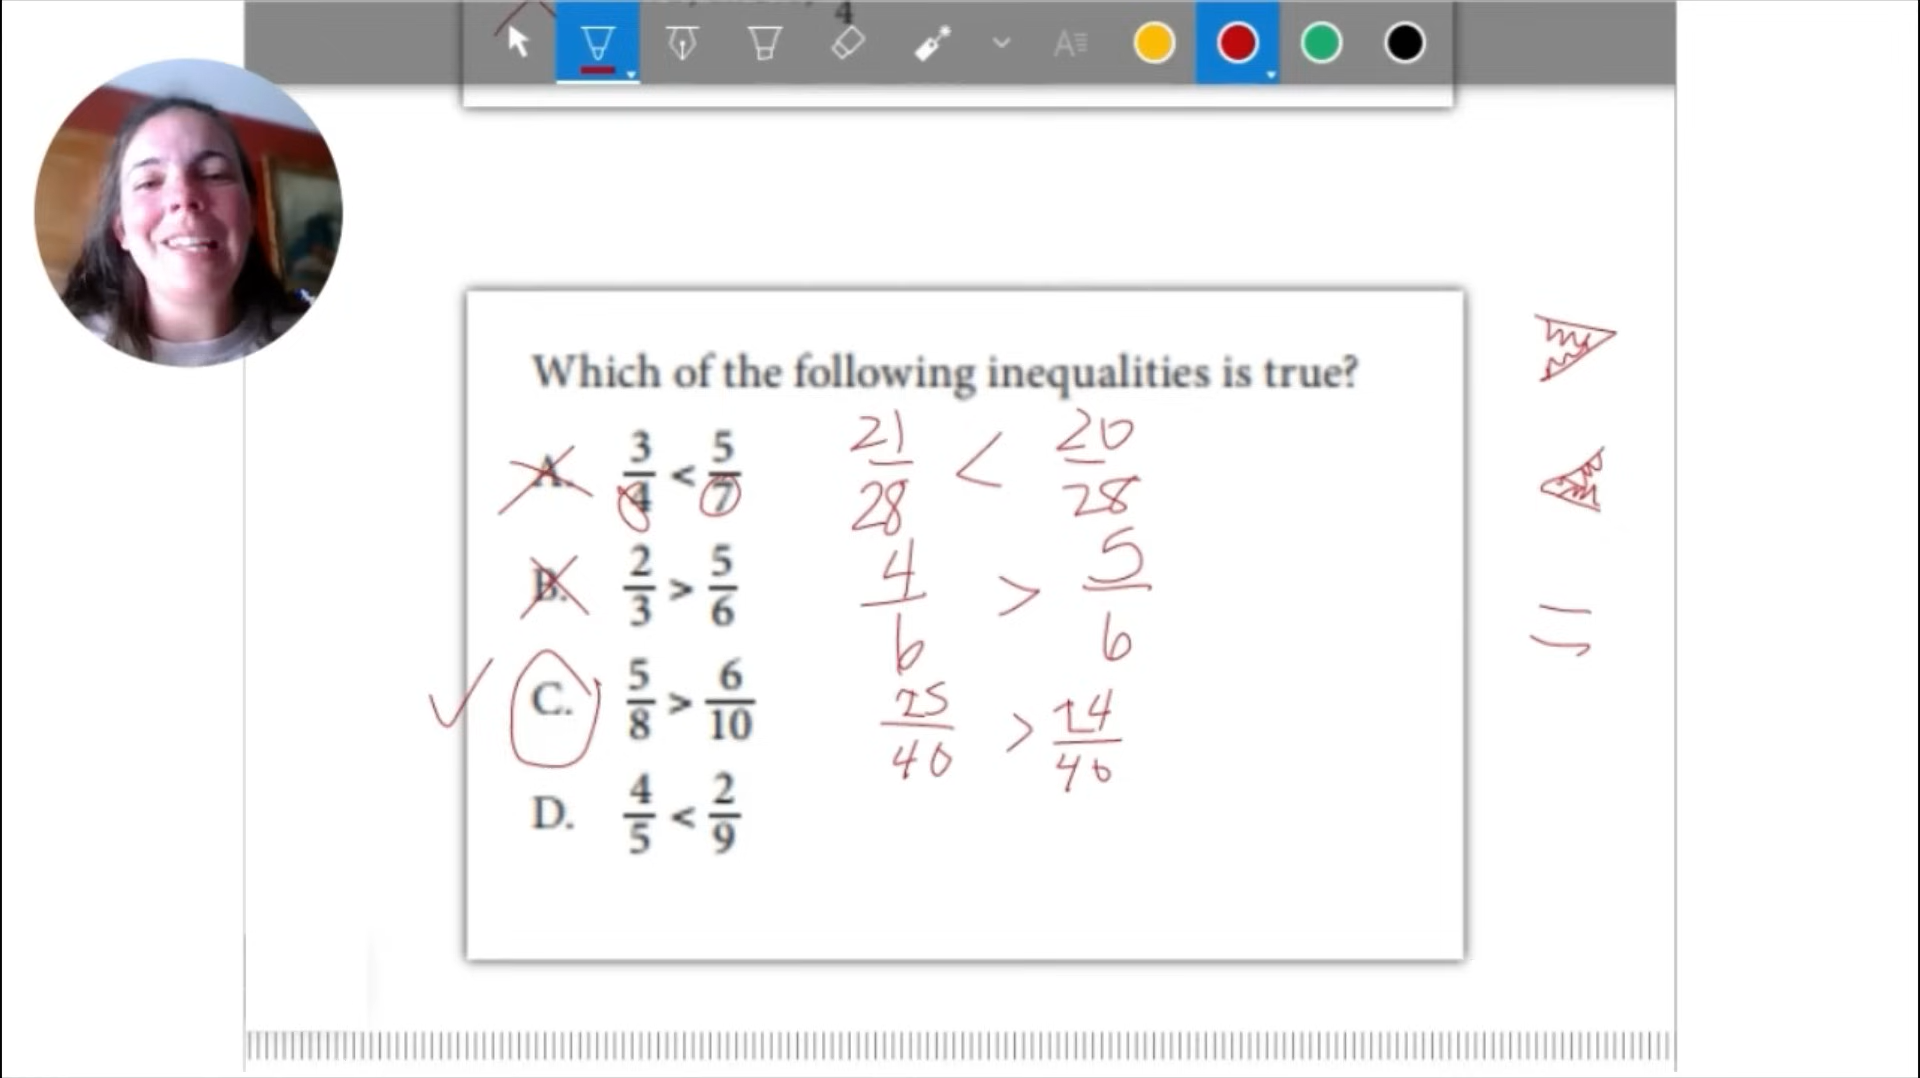 4
Which of the following inequalities is true?
A. 3/4 < 5/7 21/28 < 20/28
B. 2/3 > 5/6 4/6 > 5/6
C. 5/8 > 6/10 25/40 > 24/40
D. 4/5 < 2/9
=